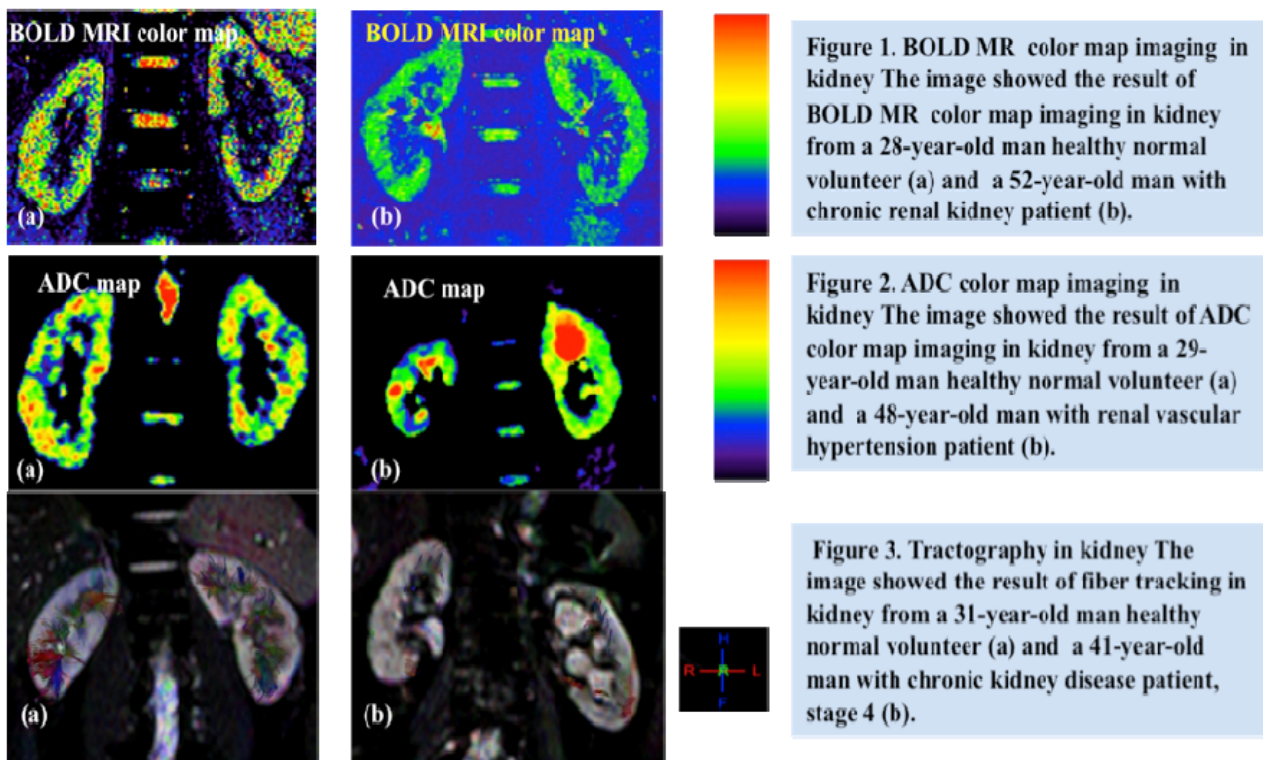 BOLD MRI color map
(a)
BOLD MRI color map
(b)
Figure 1. BOLD MR color map imaging in
kidney The image showed the result of
BOLD MR color map imaging in kidney
from a 28-year-old man healthy normal
volunteer (a) and a 52-year-old man with
chronic renal kidney patient (b).
ADC map
(a)
ADC map
(b)
Figure 2. ADC color map imaging in
kidney The image showed the result of ADC
color map imaging in kidney from a 29-
year-old man healthy normal volunteer (a)
and a 48-year-old man with renal vascular
hypertension patient (b).
(a)
(b)
H
R A L
F
Figure 3. Tractography in kidney The
image showed the result of fiber tracking in
kidney from a 31-year-old man healthy
normal volunteer (a) and a 41-year-old
man with chronic kidney disease patient,
stage 4 (b).